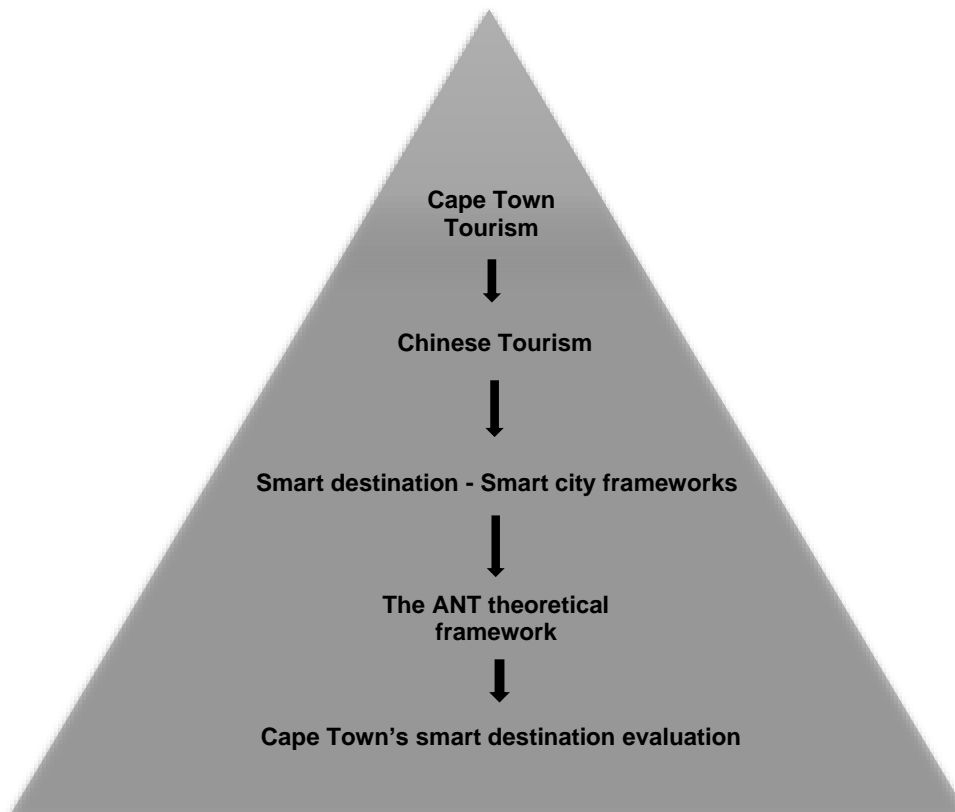 Cape Town
Tourism
Chinese Tourism
Smart destination - Smart city frameworks
The ANT theoretical
framework
Cape Town’s smart destination evaluation